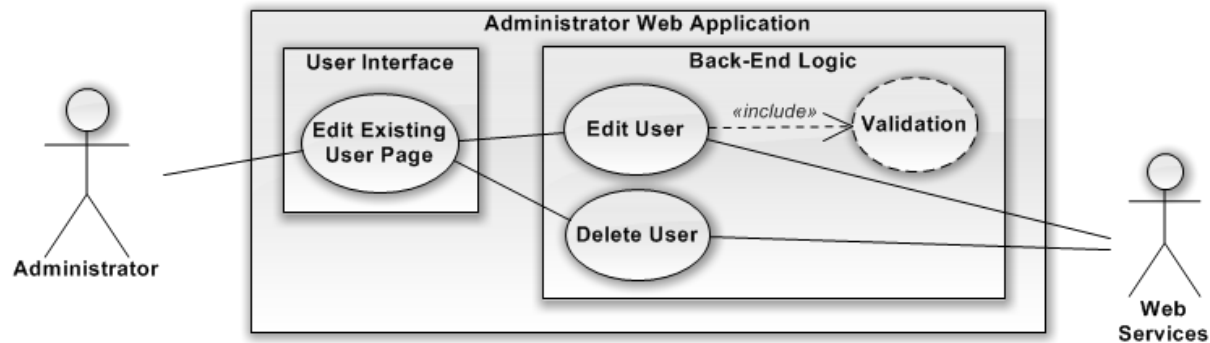 Administrator Web Application
User Interface
Back-End Logic
Edit Existing
User Page
Edit User
«include»
Validation
Delete User
Administrator
Web
Services